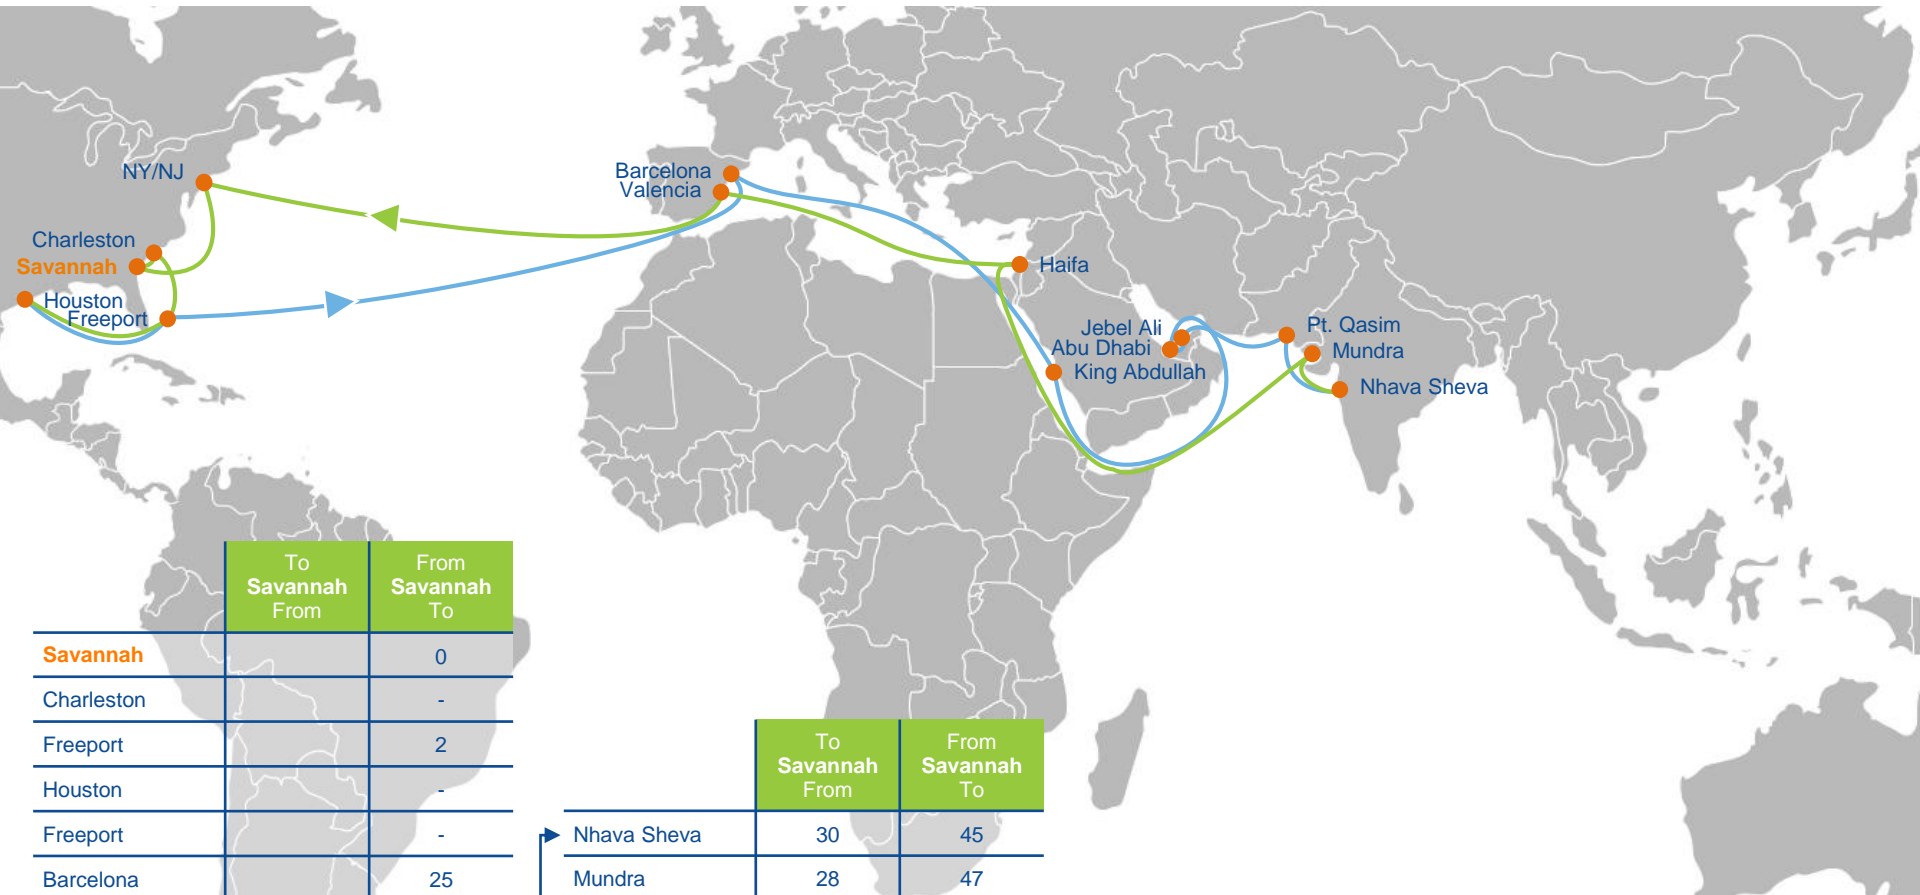 NY/NJ
Barcelona
Valencia
Charleston
Savannah
Haifa
Houston
Freeport
Jebel Ali
Pt. Qasim
Abu Dhabi
Mundra
King Abdullah
Nhava Sheva
To From
Savannah Savannah
From To
Savannah 0
Charleston -
Freeport 2
Houston -
Freeport -
Barcelona 25
To From
Savannah Savannah
From To
Nhava Sheva 30 45
Mundra 28 47